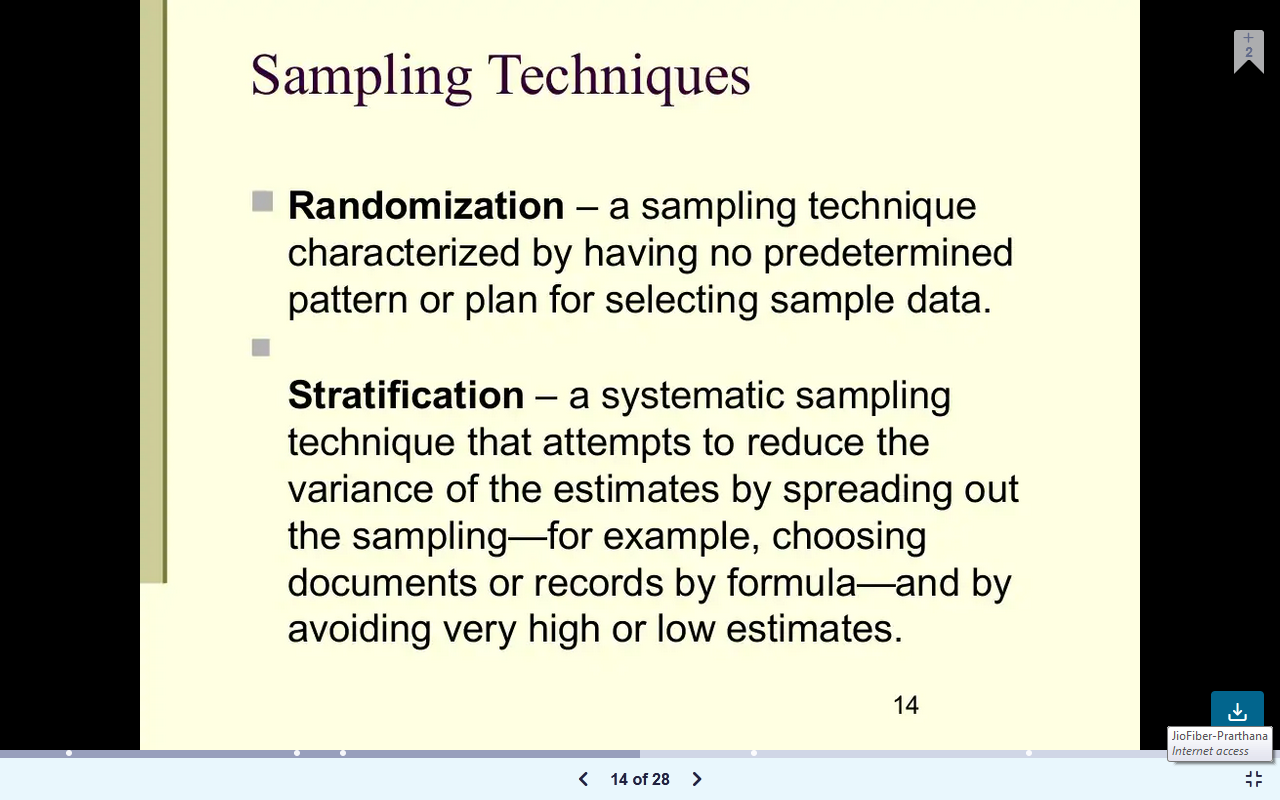 Sampling Techniques
+
2
Randomization – a sampling technique
characterized by having no predetermined
pattern or plan for selecting sample data.
Stratification – a systematic sampling
technique that attempts to reduce the
variance of the estimates by spreading out
the sampling—for example, choosing
documents or records by formula—and by
avoiding very high or low estimates.
14
JioFiber-Prarthana
Internet access
14 of 28